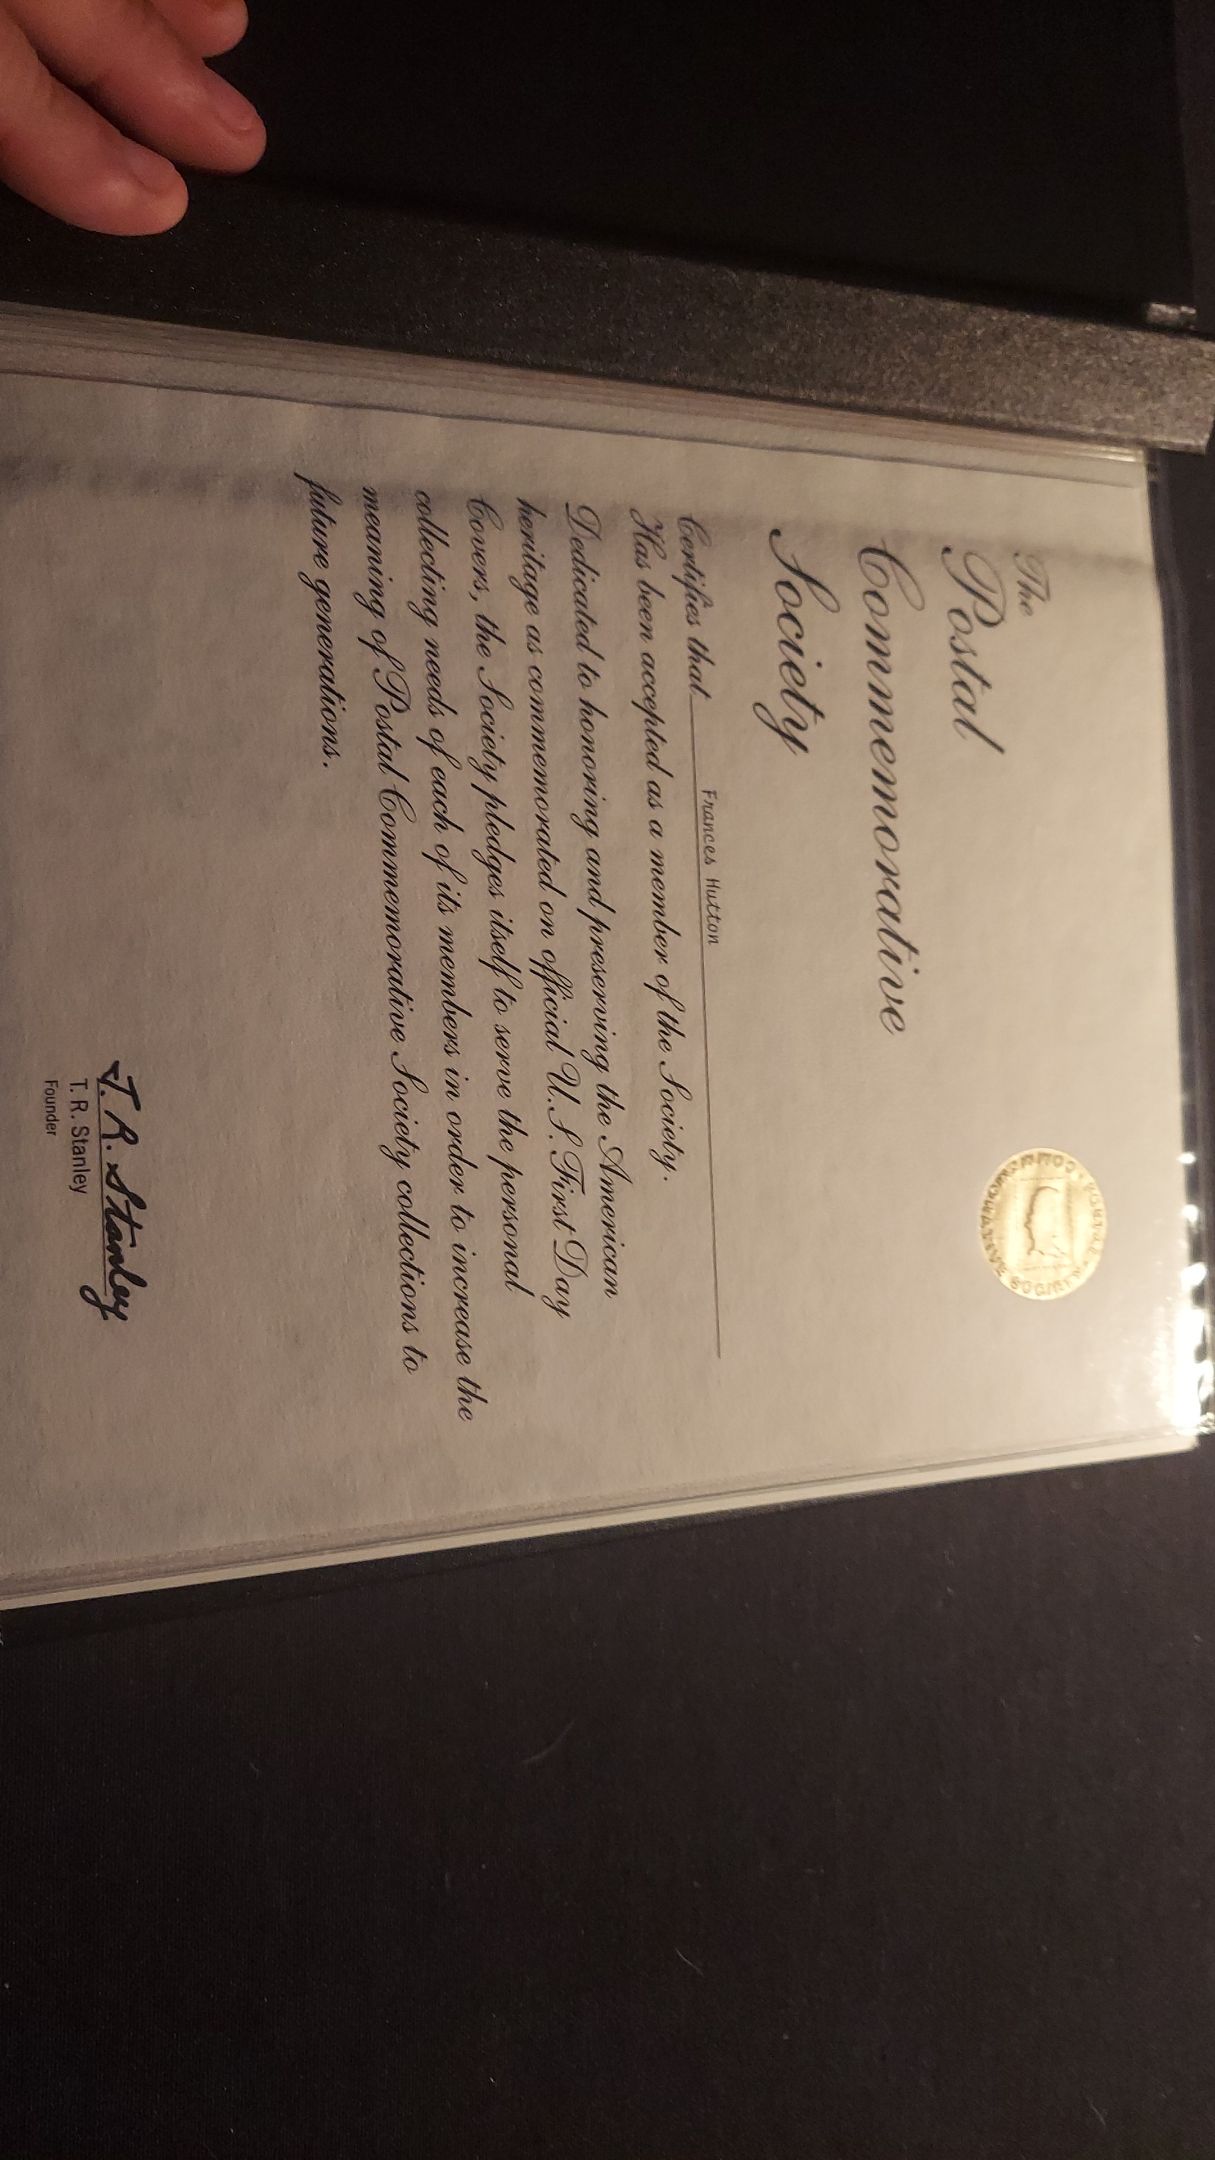 The
Postal
Commemorative
Society
POSTAL COMMEMORATIVE SOCIETY
Certifies that Frances Hutton
Has been accepted as a member of the Society.
Dedicated to honoring and preserving the American
heritage as commemorated on official U.S. First Day
Covers, the Society pledges itself to serve the personal
collecting needs of each of its members in order to increase the
meaning of Postal Commemorative Society collections to
future generations.
T. R. Stanley
T. R. Stanley
Founder